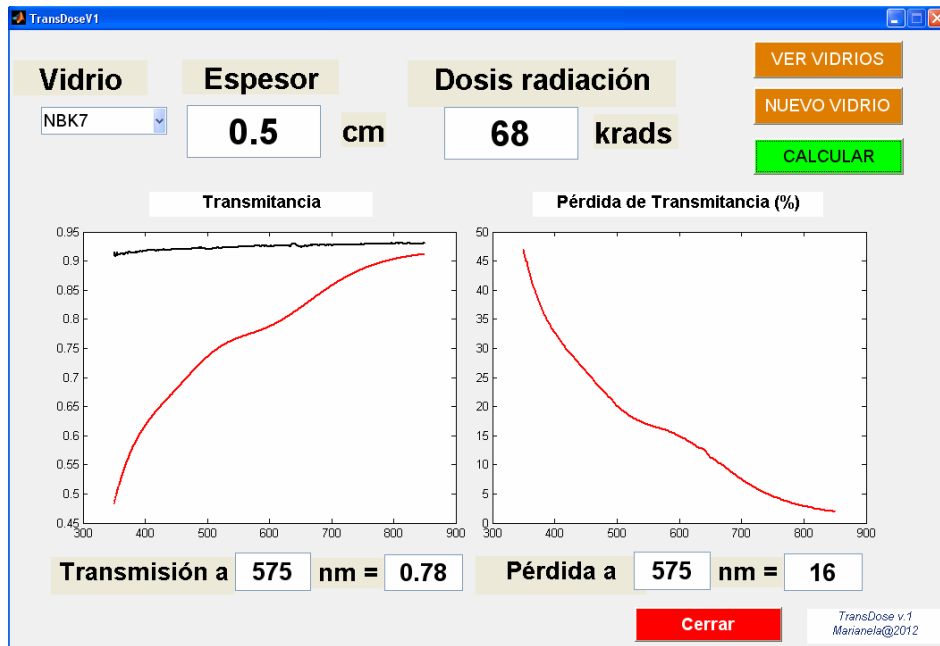 TransDoseV1
Vidrio
Espesor
Dosis radiación
VER VIDRIOS
NUEVO VIDRIO
CALCULAR
NBK7
0.5 cm
68 krads
Transmitancia
Pérdida de Transmitancia (%)
0.95
0.9
0.85
0.8
0.75
0.7
0.65
0.6
0.55
0.5
0.45
300 400 500 600 700 800 900
50
45
40
35
30
25
20
15
10
5
0
300 400 500 600 700 800 900
Transmisión a 575 nm = 0.78
Pérdida a 575 nm = 16
Cerrar
TransDose v.1
Marianela@2012